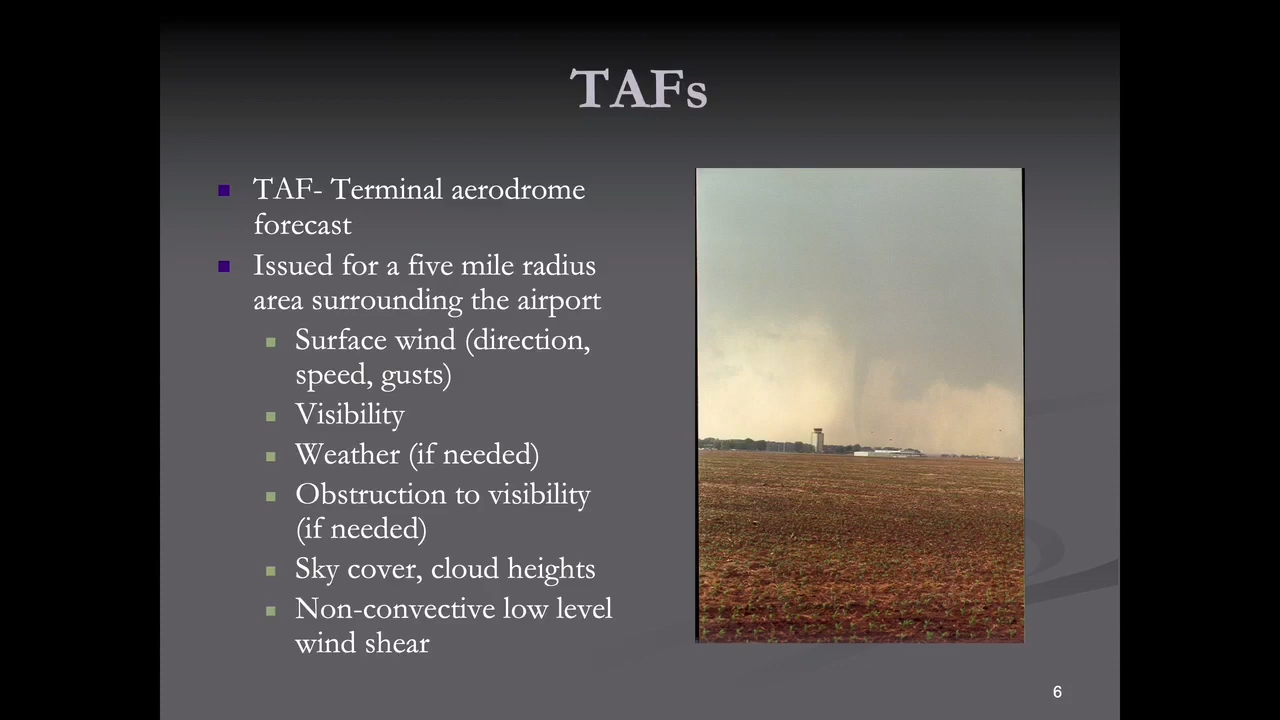 TAFs
TAF- Terminal aerodrome
forecast
Issued for a five mile radius
area surrounding the airport
Surface wind (direction,
speed, gusts)
Visibility
Weather (if needed)
Obstruction to visibility
(if needed)
Sky cover, cloud heights
Non-convective low level
wind shear
6